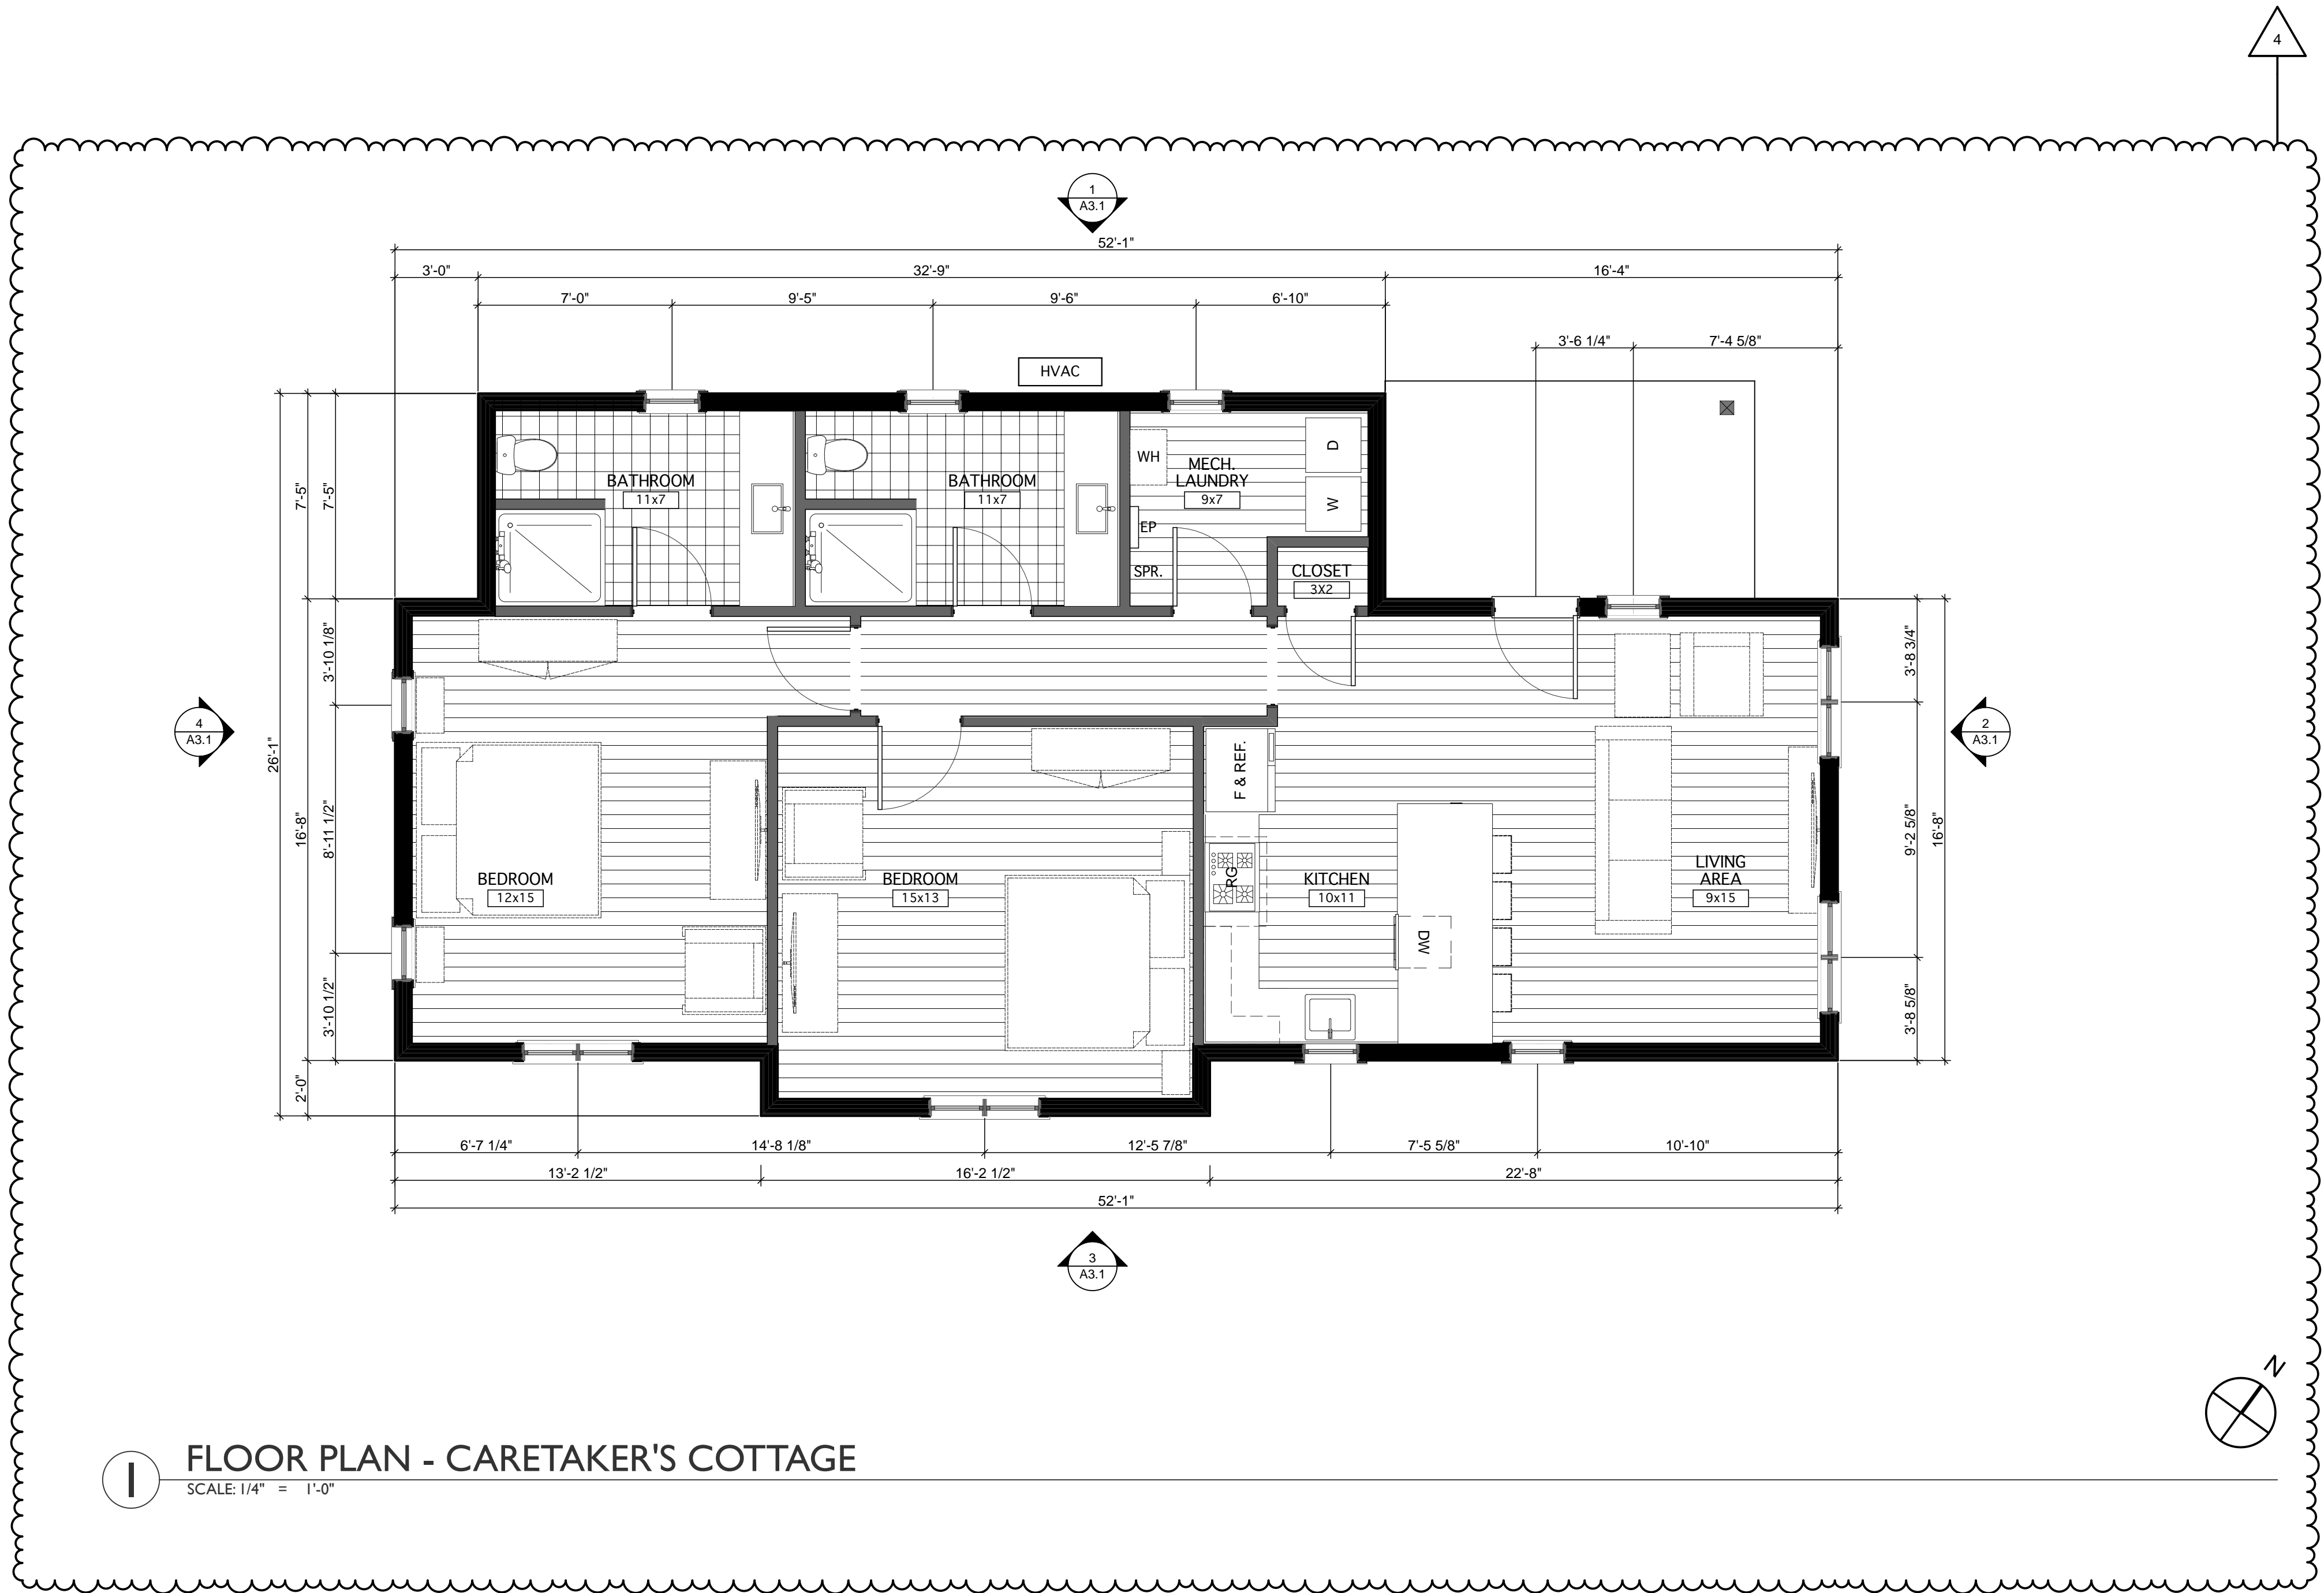 4
1
A3.1
52'-1"
3'-0"
32'-9"
16'-4"
7'-0"
9'-5"
9'-6"
6'-10"
3'-6 1/4"
7'-4 5/8"
HVAC
7'-5"
7'-5"
BATHROOM
11x7
BATHROOM
11x7
WH
MECH.
LAUNDRY
9x7
D
W
EP
SPR.
CLOSET
3X2
3'-10 1/8"
3'-8 3/4"
4
A3.1
2
A3.1
26'-1"
16'-8"
8'-11 1/2"
9'-2 5/8"
16'-8"
F & REF.
RG
BEDROOM
12x15
BEDROOM
15x13
KITCHEN
10x11
LIVING
AREA
9x15
DW
3'-10 1/2"
3'-8 5/8"
2'-0"
6'-7 1/4"
14'-8 1/8"
12'-5 7/8"
7'-5 5/8"
10'-10"
13'-2 1/2"
16'-2 1/2"
22'-8"
52'-1"
3
A3.1
N
1
FLOOR PLAN - CARETAKER'S COTTAGE
SCALE: 1/4" = 1'-0"